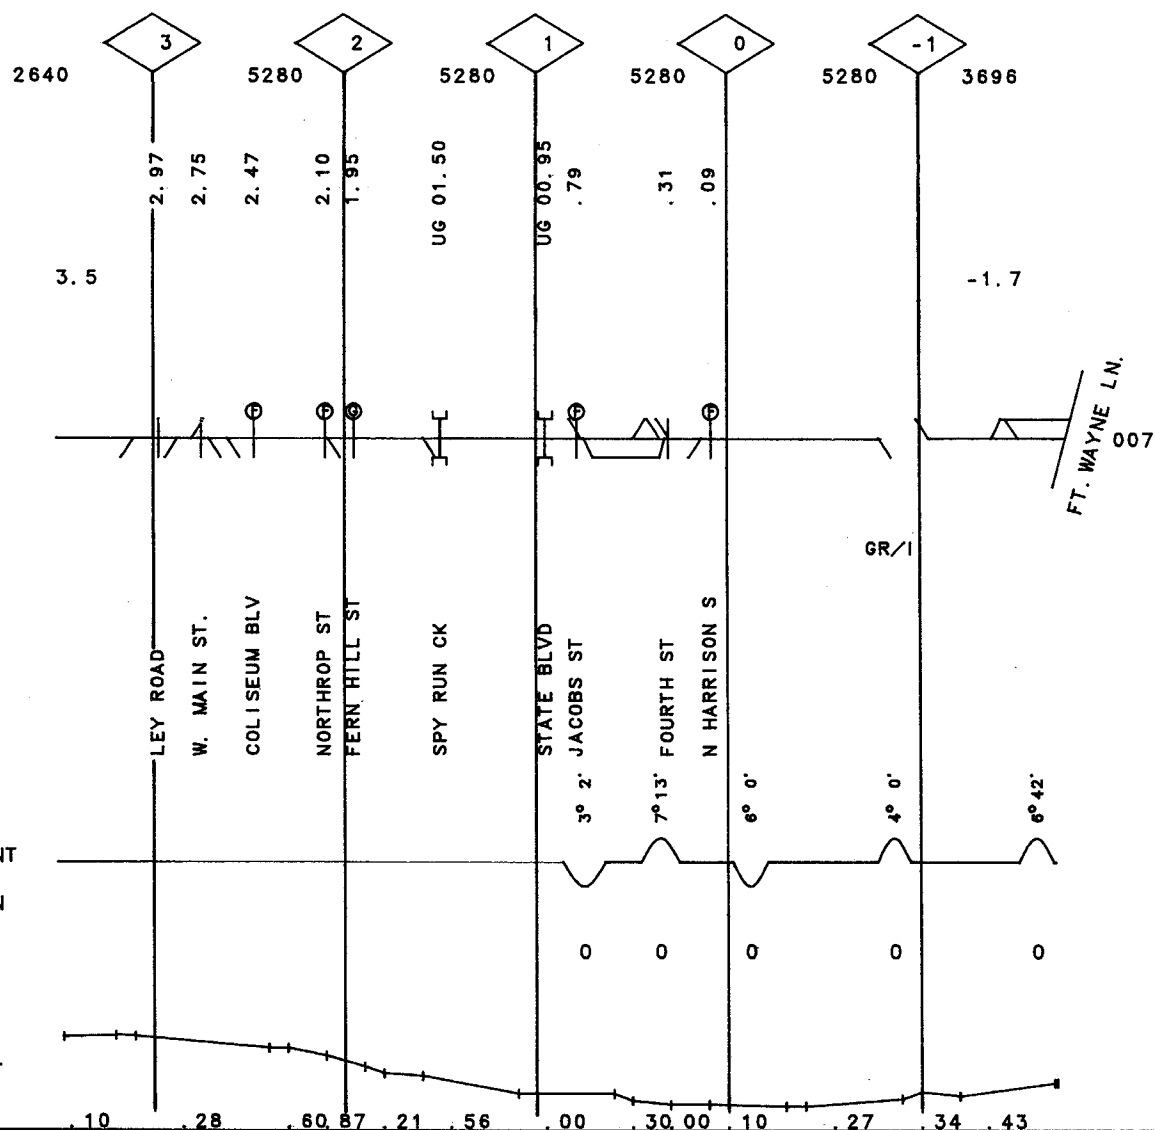 3 2 1 0 -1
2640 5280 5280 5280 5280 3696
2.97
2.75
2.47
2.10
1.95
UG 01.50
UG 00.95
.79
.31
.09
3.5 -1.7
F F G F F
FT. WAYNE LN.
007
GR/I
LEY ROAD
W. MAIN ST.
COLISEUM BLV
NORTHROP ST
FERN HILL ST
SPY RUN CK
STATE BLVD
JACOBS ST
FOURTH ST
N HARRISON S
3° 2'
7°13'
6° 0'
4° 0'
6°42'
NT
N
0 0 0 0 0
.10 .28 .60 .87 .21 .56 .00 .30 .00 .10 .27 .34 .43